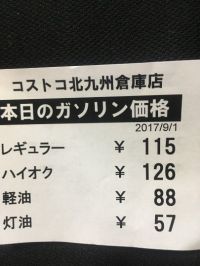 コストコ北九州倉庫店
本日のガソリン価格
2017/9/1
レギュラー ¥ 115
ハイオク ¥ 126
軽油 ¥ 88
灯油 ¥ 57